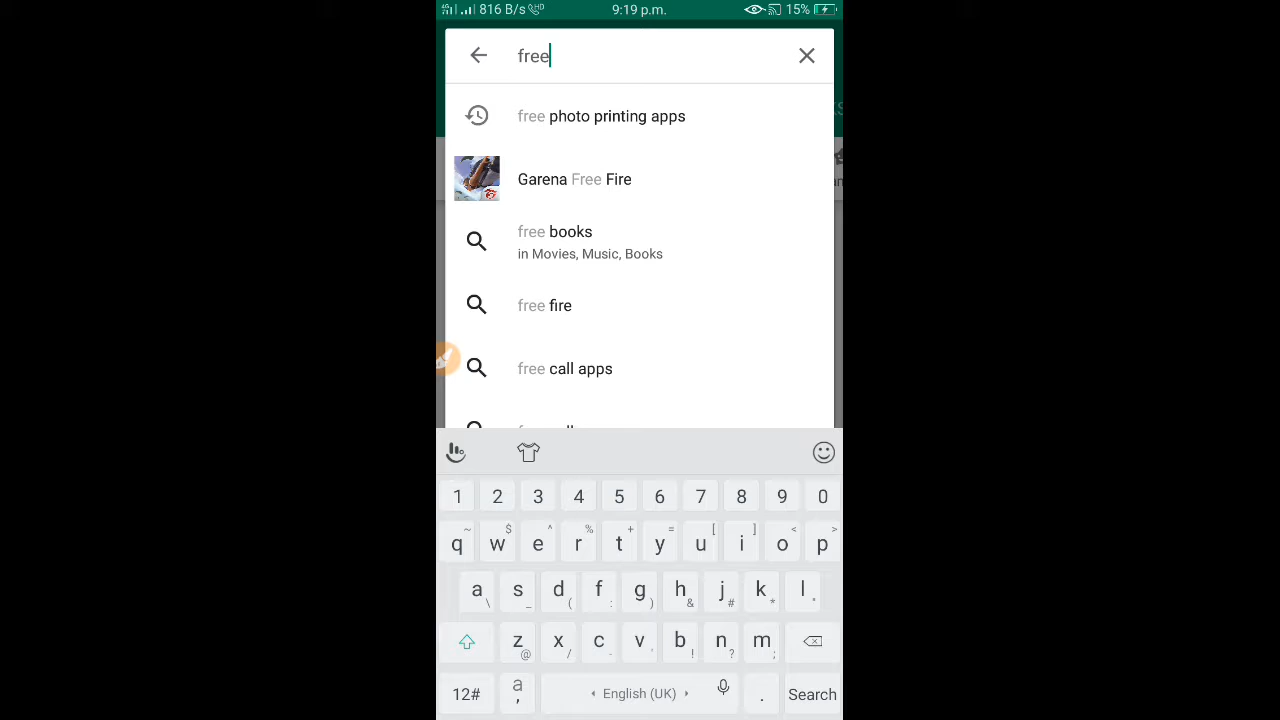 816 B/s HD 9:19 p.m. 15%
free
free photo printing apps
Garena Free Fire
free books
in Movies, Music, Books
free fire
free call apps
1 2 3 4 5 6 7 8 9 0
~ $ ^ % + = [ ] < >
q w e r t y u i o p
a s d f g h j k l
\ _ ( : ) & # * "
z x c v b n m
@ / - ' ! ? ;
12# a , English (UK) . Search